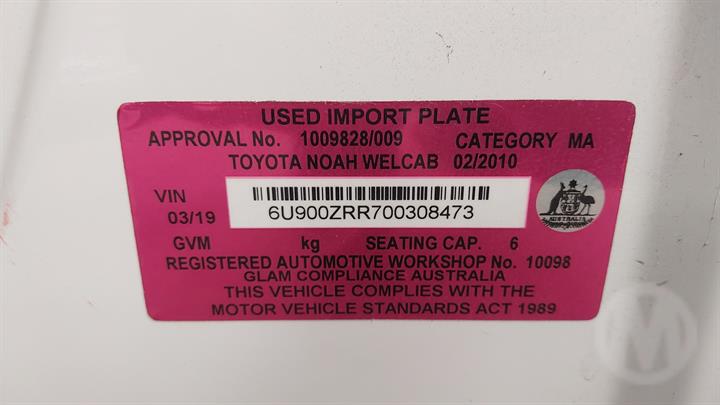 USED IMPORT PLATE
APPROVAL No. 1009828/009 CATEGORY MA
TOYOTA NOAH WELCAB 02/2010
VIN
03/19
6U900ZRR700308473
AUSTRALIA
GVM kg SEATING CAP. 6
REGISTERED AUTOMOTIVE WORKSHOP No. 10098
GLAM COMPLIANCE AUSTRALIA
THIS VEHICLE COMPLIES WITH THE
MOTOR VEHICLE STANDARDS ACT 1989
M